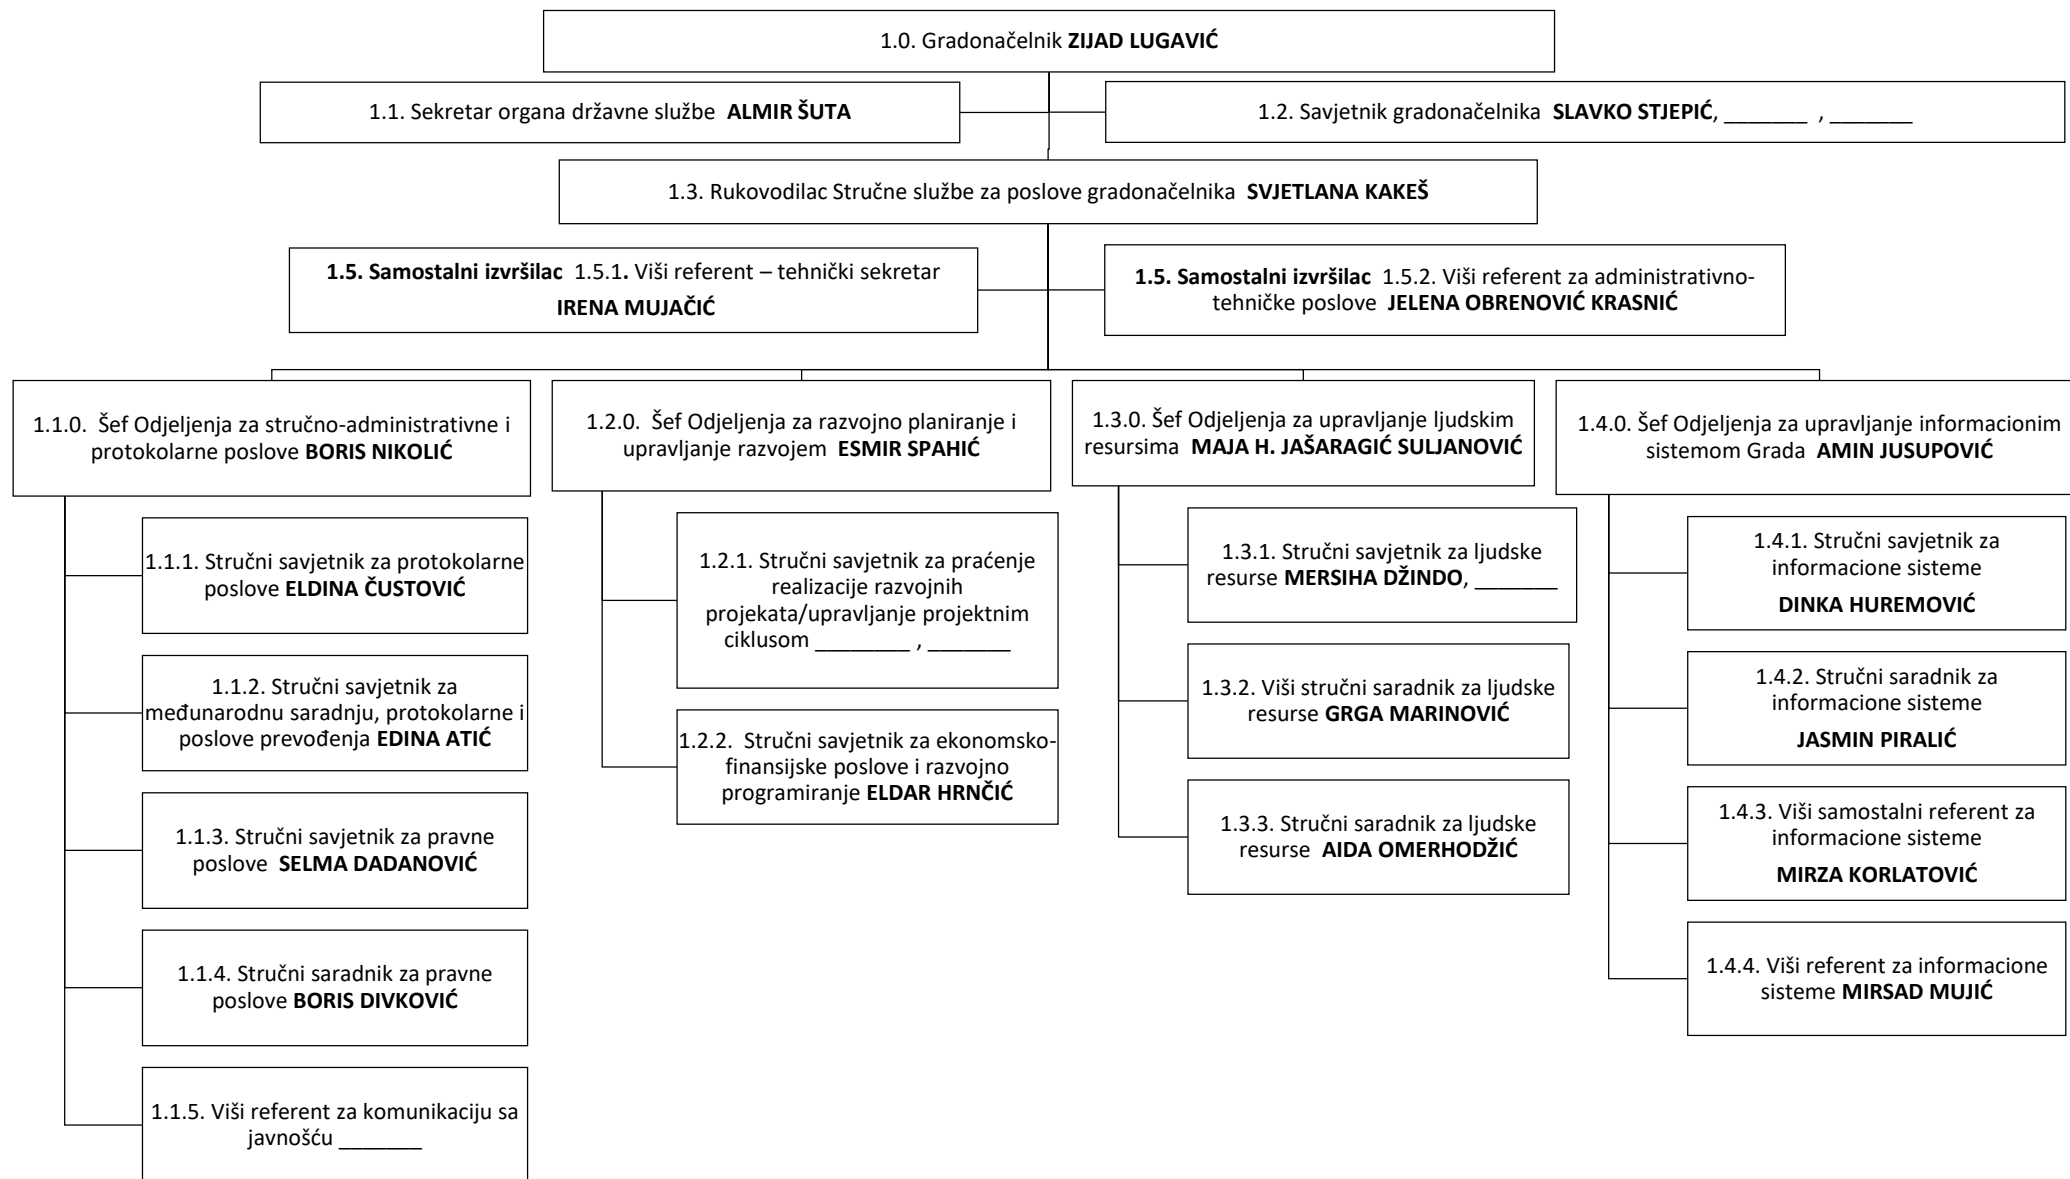 1.0. Gradonačelnik ZIJAD LUGAVIĆ
1.1. Sekretar organa državne službe ALMIR ŠUTA
1.2. Savjetnik gradonačelnika SLAVKO STJEPIĆ, _______ , _______
1.3. Rukovodilac Stručne službe za poslove gradonačelnika SVJETLANA KAKEŠ
1.5. Samostalni izvršilac 1.5.1. Viši referent – tehnički sekretar
IRENA MUJAČIĆ
1.5. Samostalni izvršilac 1.5.2. Viši referent za administrativno-
tehničke poslove JELENA OBRENOVIĆ KRASNIĆ
1.1.0. Šef Odjeljenja za stručno-administrativne i
protokolarne poslove BORIS NIKOLIĆ
1.1.1. Stručni savjetnik za protokolarne
poslove ELDINA ČUSTOVIĆ
1.1.2. Stručni savjetnik za
međunarodnu saradnju, protokolarne i
poslove prevođenja EDINA ATIĆ
1.1.3. Stručni savjetnik za pravne
poslove SELMA DADANOVIĆ
1.1.4. Stručni saradnik za pravne
poslove BORIS DIVKOVIĆ
1.1.5. Viši referent za komunikaciju sa
javnošću _______
1.2.0. Šef Odjeljenja za razvojno planiranje i
upravljanje razvojem ESMIR SPAHIĆ
1.2.1. Stručni savjetnik za praćenje
realizacije razvojnih
projekata/upravljanje projektnim
ciklusom ________ , _______
1.2.2. Stručni savjetnik za ekonomsko-
finansijske poslove i razvojno
programiranje ELDAR HRNČIĆ
1.3.0. Šef Odjeljenja za upravljanje ljudskim
resursima MAJA H. JAŠARAGIĆ SULJANOVIĆ
1.3.1. Stručni savjetnik za ljudske
resurse MERSIHA DŽINDO, _______
1.3.2. Viši stručni saradnik za ljudske
resurse GRGA MARINOVIĆ
1.3.3. Stručni saradnik za ljudske
resurse AIDA OMERHODŽIĆ
1.4.0. Šef Odjeljenja za upravljanje informacionim
sistemom Grada AMIN JUSUPOVIĆ
1.4.1. Stručni savjetnik za
informacione sisteme
DINKA HUREMOVIĆ
1.4.2. Stručni saradnik za
informacione sisteme
JASMIN PIRALIĆ
1.4.3. Viši samostalni referent za
informacione sisteme
MIRZA KORLATOVIĆ
1.4.4. Viši referent za informacione
sisteme MIRSAD MUJIĆ